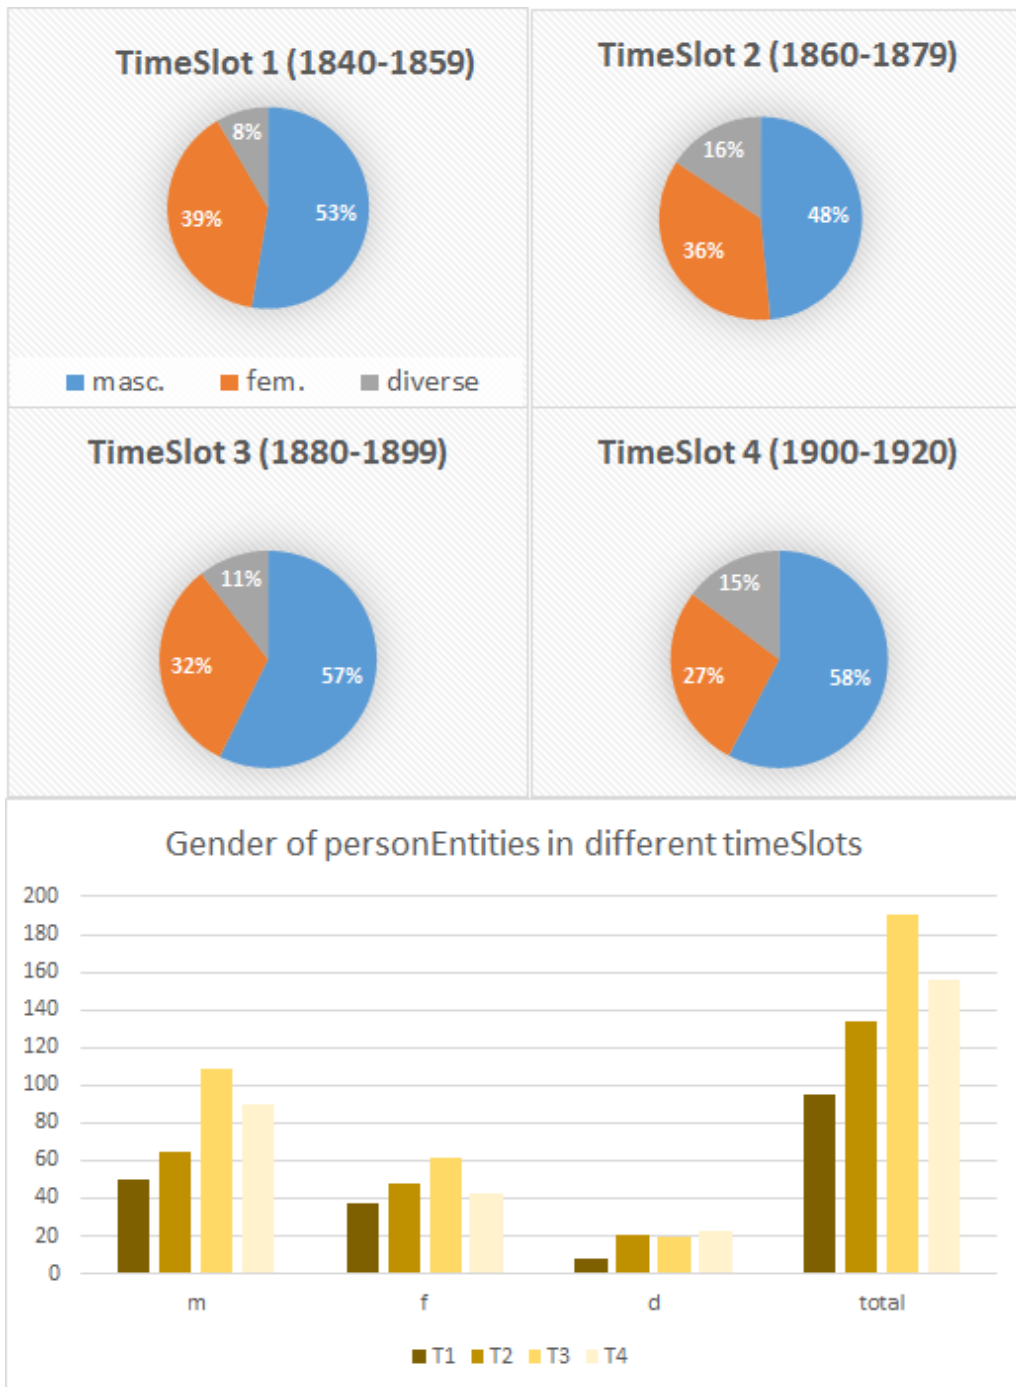 TimeSlot 1 (1840-1859)
8%
39%
53%
masc. fem. diverse
TimeSlot 2 (1860-1879)
16%
48%
36%
TimeSlot 3 (1880-1899)
11%
32%
57%
TimeSlot 4 (1900-1920)
15%
27%
58%
Gender of personEntities in different timeSlots
200
180
160
140
120
100
80
60
40
20
0
m f d total
T1 T2 T3 T4